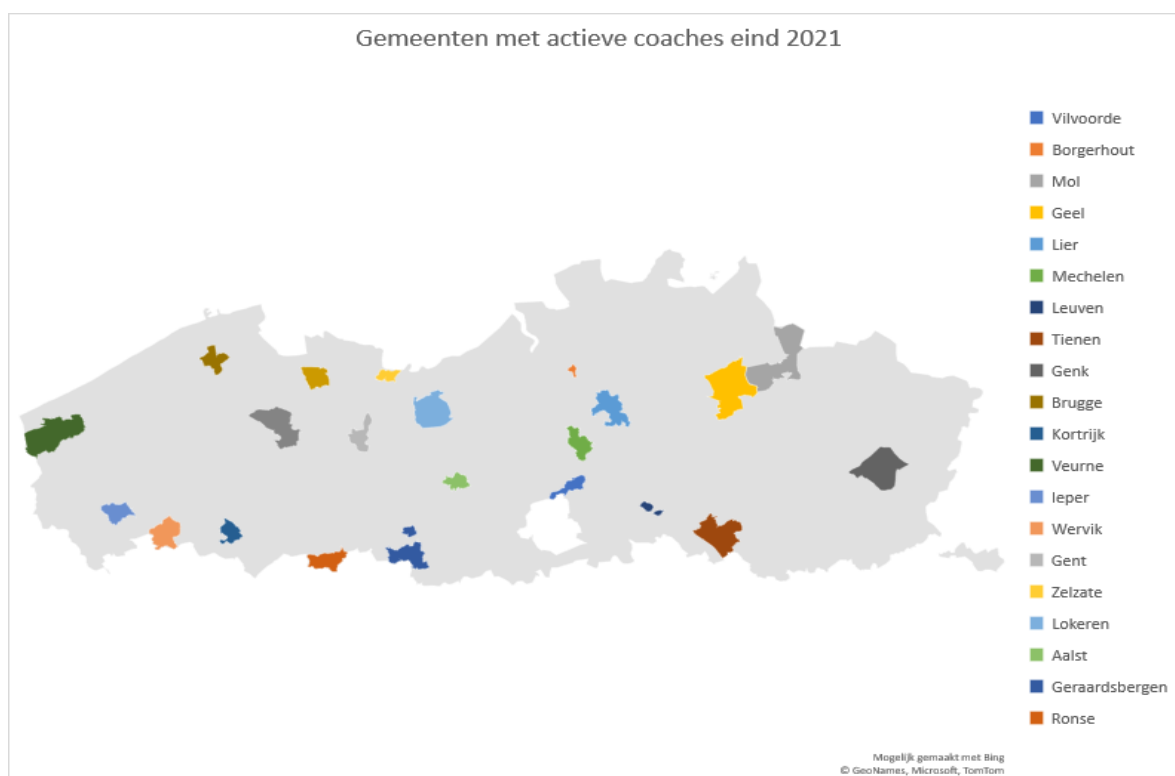 Gemeenten met actieve coaches eind 2021
Vilvoorde
Borgerhout
Mol
Geel
Lier
Mechelen
Leuven
Tienen
Genk
Brugge
Kortrijk
Veurne
Ieper
Wervik
Gent
Zelzate
Lokeren
Aalst
Geraardsbergen
Ronse
Mogelijk gemaakt met Bing
© GeoNames, Microsoft, TomTom